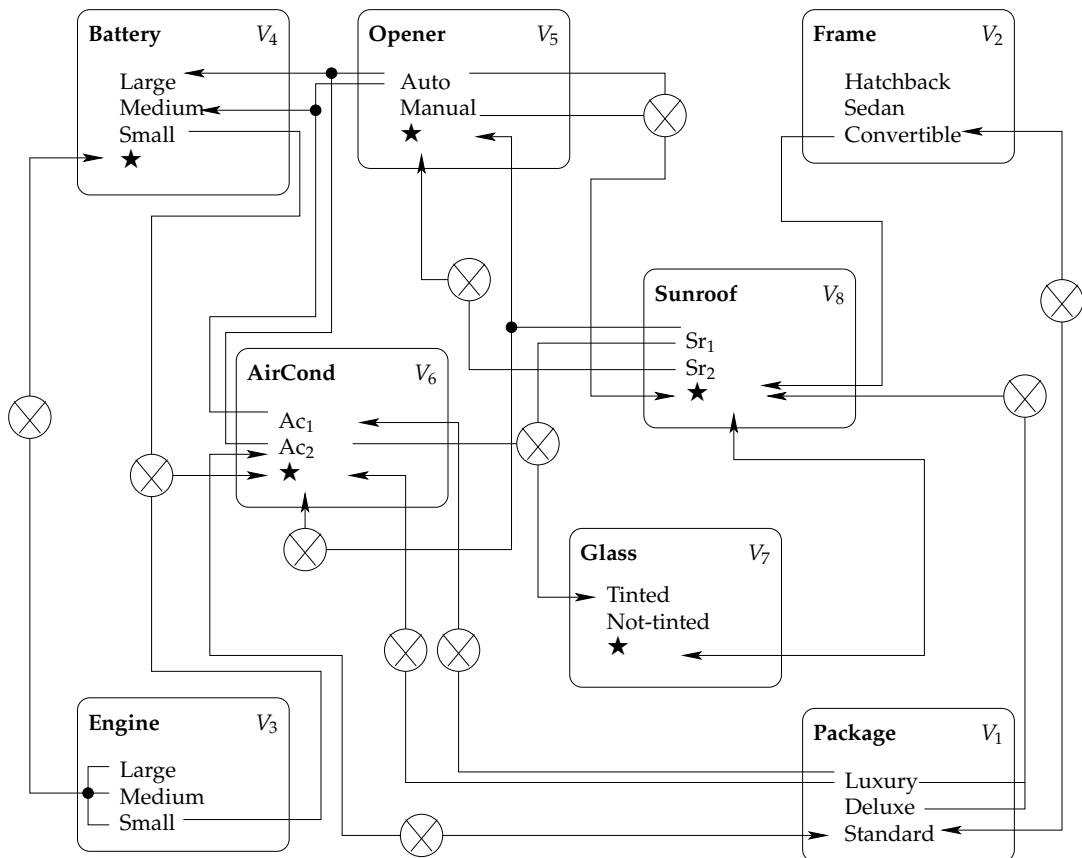 Battery V4
Large
Medium
Small
★
Opener V5
Auto
Manual
★
Frame V2
Hatchback
Sedan
Convertible
Sunroof V8
Sr1
Sr2
★
AirCond V6
Ac1
Ac2
★
Glass V7
Tinted
Not-tinted
★
Engine V3
Large
Medium
Small
Package V1
Luxury
Deluxe
Standard